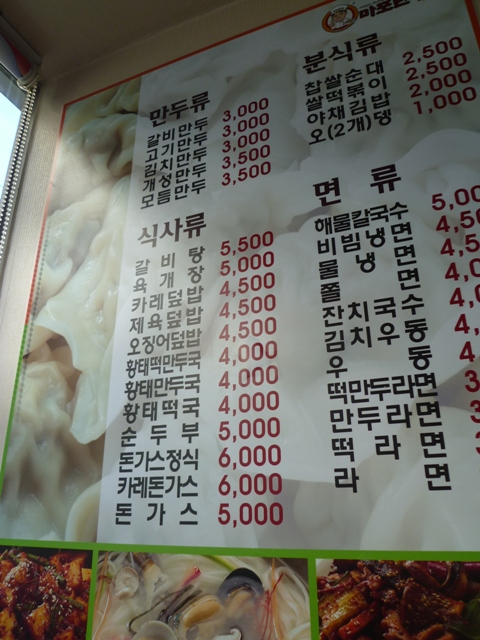 만두류
갈비만두 3,000
고기만두 3,000
김치만두 3,000
개성만두 3,500
모듬만두 3,500
식사류
갈비탕 5,500
육개장 5,000
카레덮밥 4,500
제육덮밥 4,500
오징어덮밥 4,500
황태떡만두국 4,000
황태만두국 4,000
황태떡국 4,000
순두부 5,000
돈가스정식 6,000
카레돈가스 6,000
돈가스 5,000
마포만
분식류
찹쌀순대 2,500
쌀떡볶이 2,500
야채김밥 2,000
오(2개)뎅 1,000
면류
해물칼국수
비빔냉면
물냉면
쫄면
잔치국수
김치우동
우동
떡만두라면
만두라면
떡라면
라면